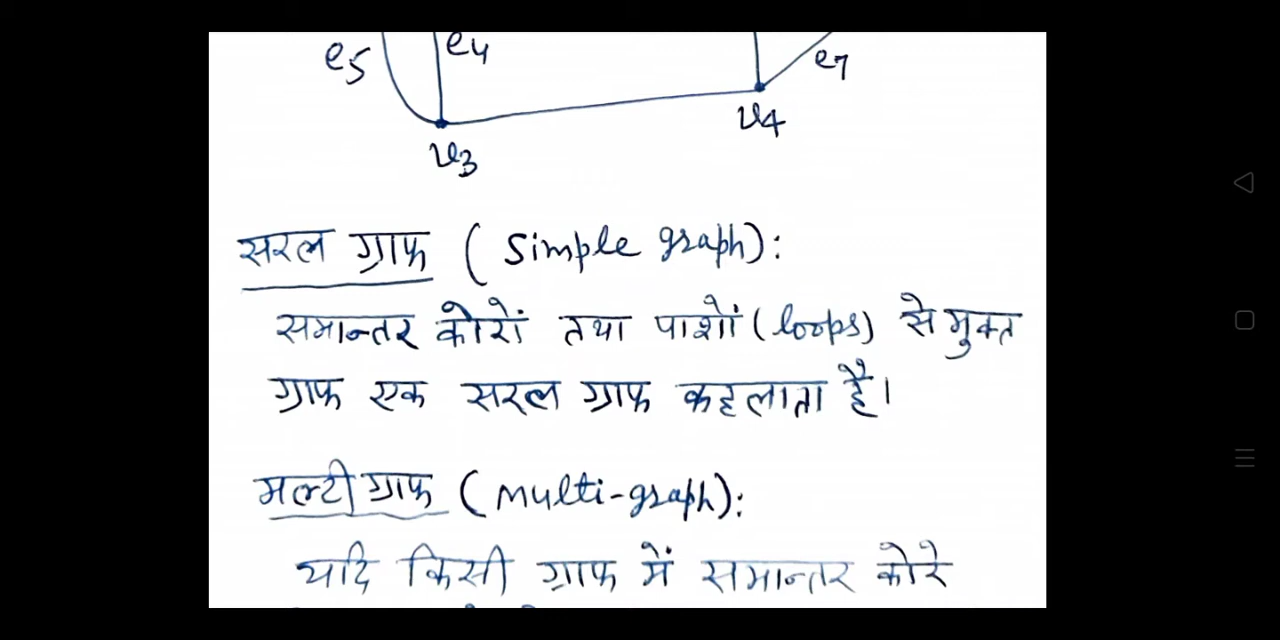 e5 e4 e7
v4
v3
सरल ग्राफ (Simple graph):
समान्तर कोरों तथा पाशों (loops) से मुक्त
ग्राफ एक सरल ग्राफ कहलाता है।
मल्टी ग्राफ (Multi-graph):
यदि किसी ग्राफ में समान्तर कोरे